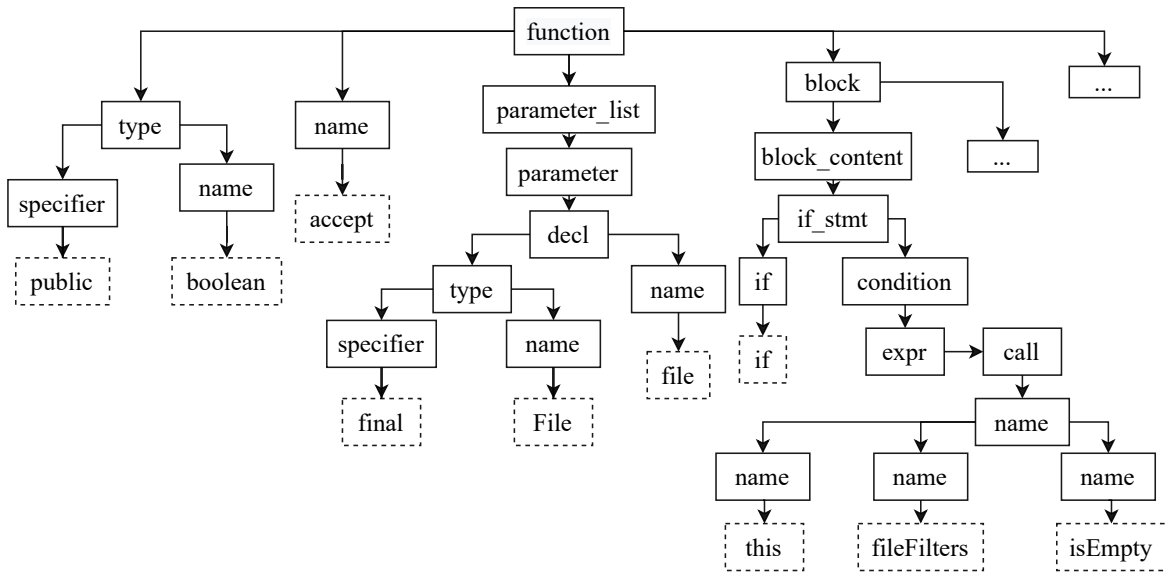 function
block
...
type
name
parameter_list
block_content
...
specifier
name
accept
parameter
if_stmt
public
boolean
decl
type
name
if
condition
specifier
name
file
if
expr
call
final
File
name
name
name
name
this
fileFilters
isEmpty